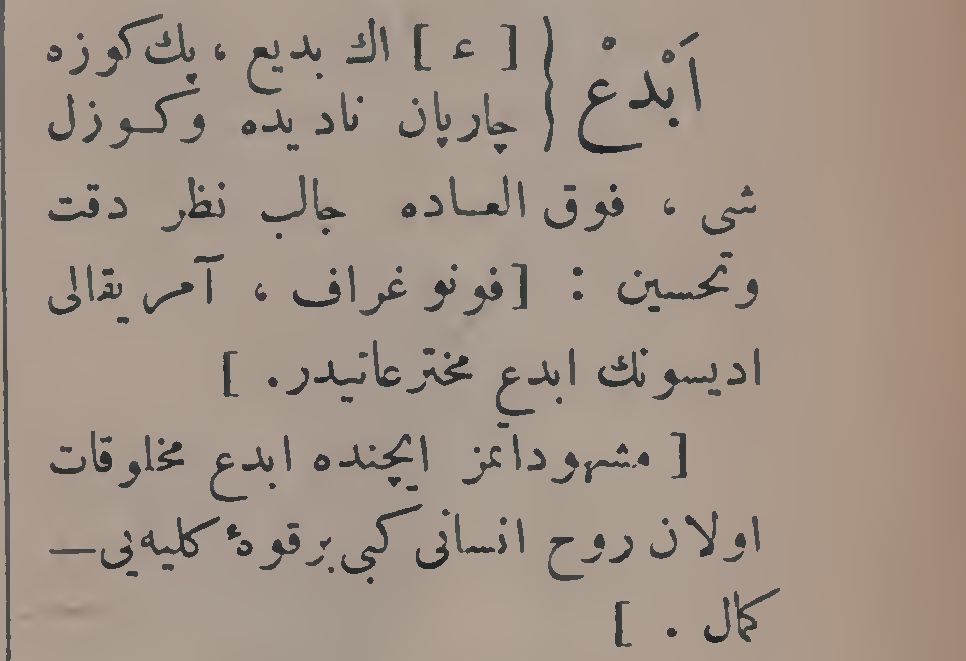 اَبْدَعْ { [ ء ] اك بديع ، پك كوزه
چارپان ناديده وكوزل
شى ، فوق العاده جالب نظر دقت
وتحسين : [ فونوغراف ، آمريقالى
اديسونك ابدع مخترعاتيدر . ]
[ مشهوداتمز ايچنده ابدع مخلوقات
اولان روح انسانى كبى برقوهٔ كليه‌يى —
كمال . ]